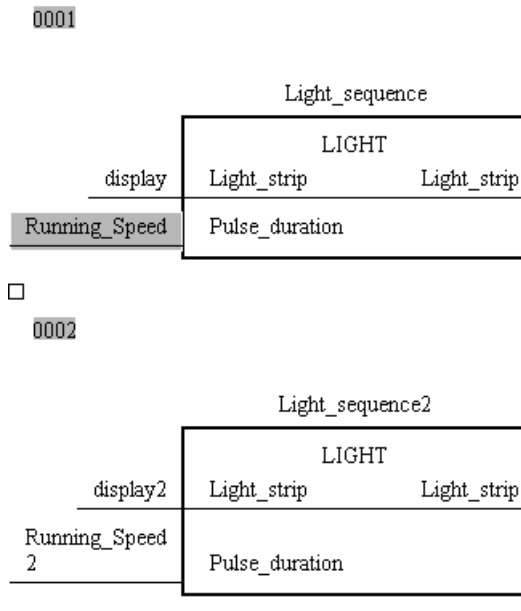 0001
Light_sequence
LIGHT
display Light_strip Light_strip
Running_Speed Pulse_duration
0002
Light_sequence2
LIGHT
display2 Light_strip Light_strip
Running_Speed
2 Pulse_duration